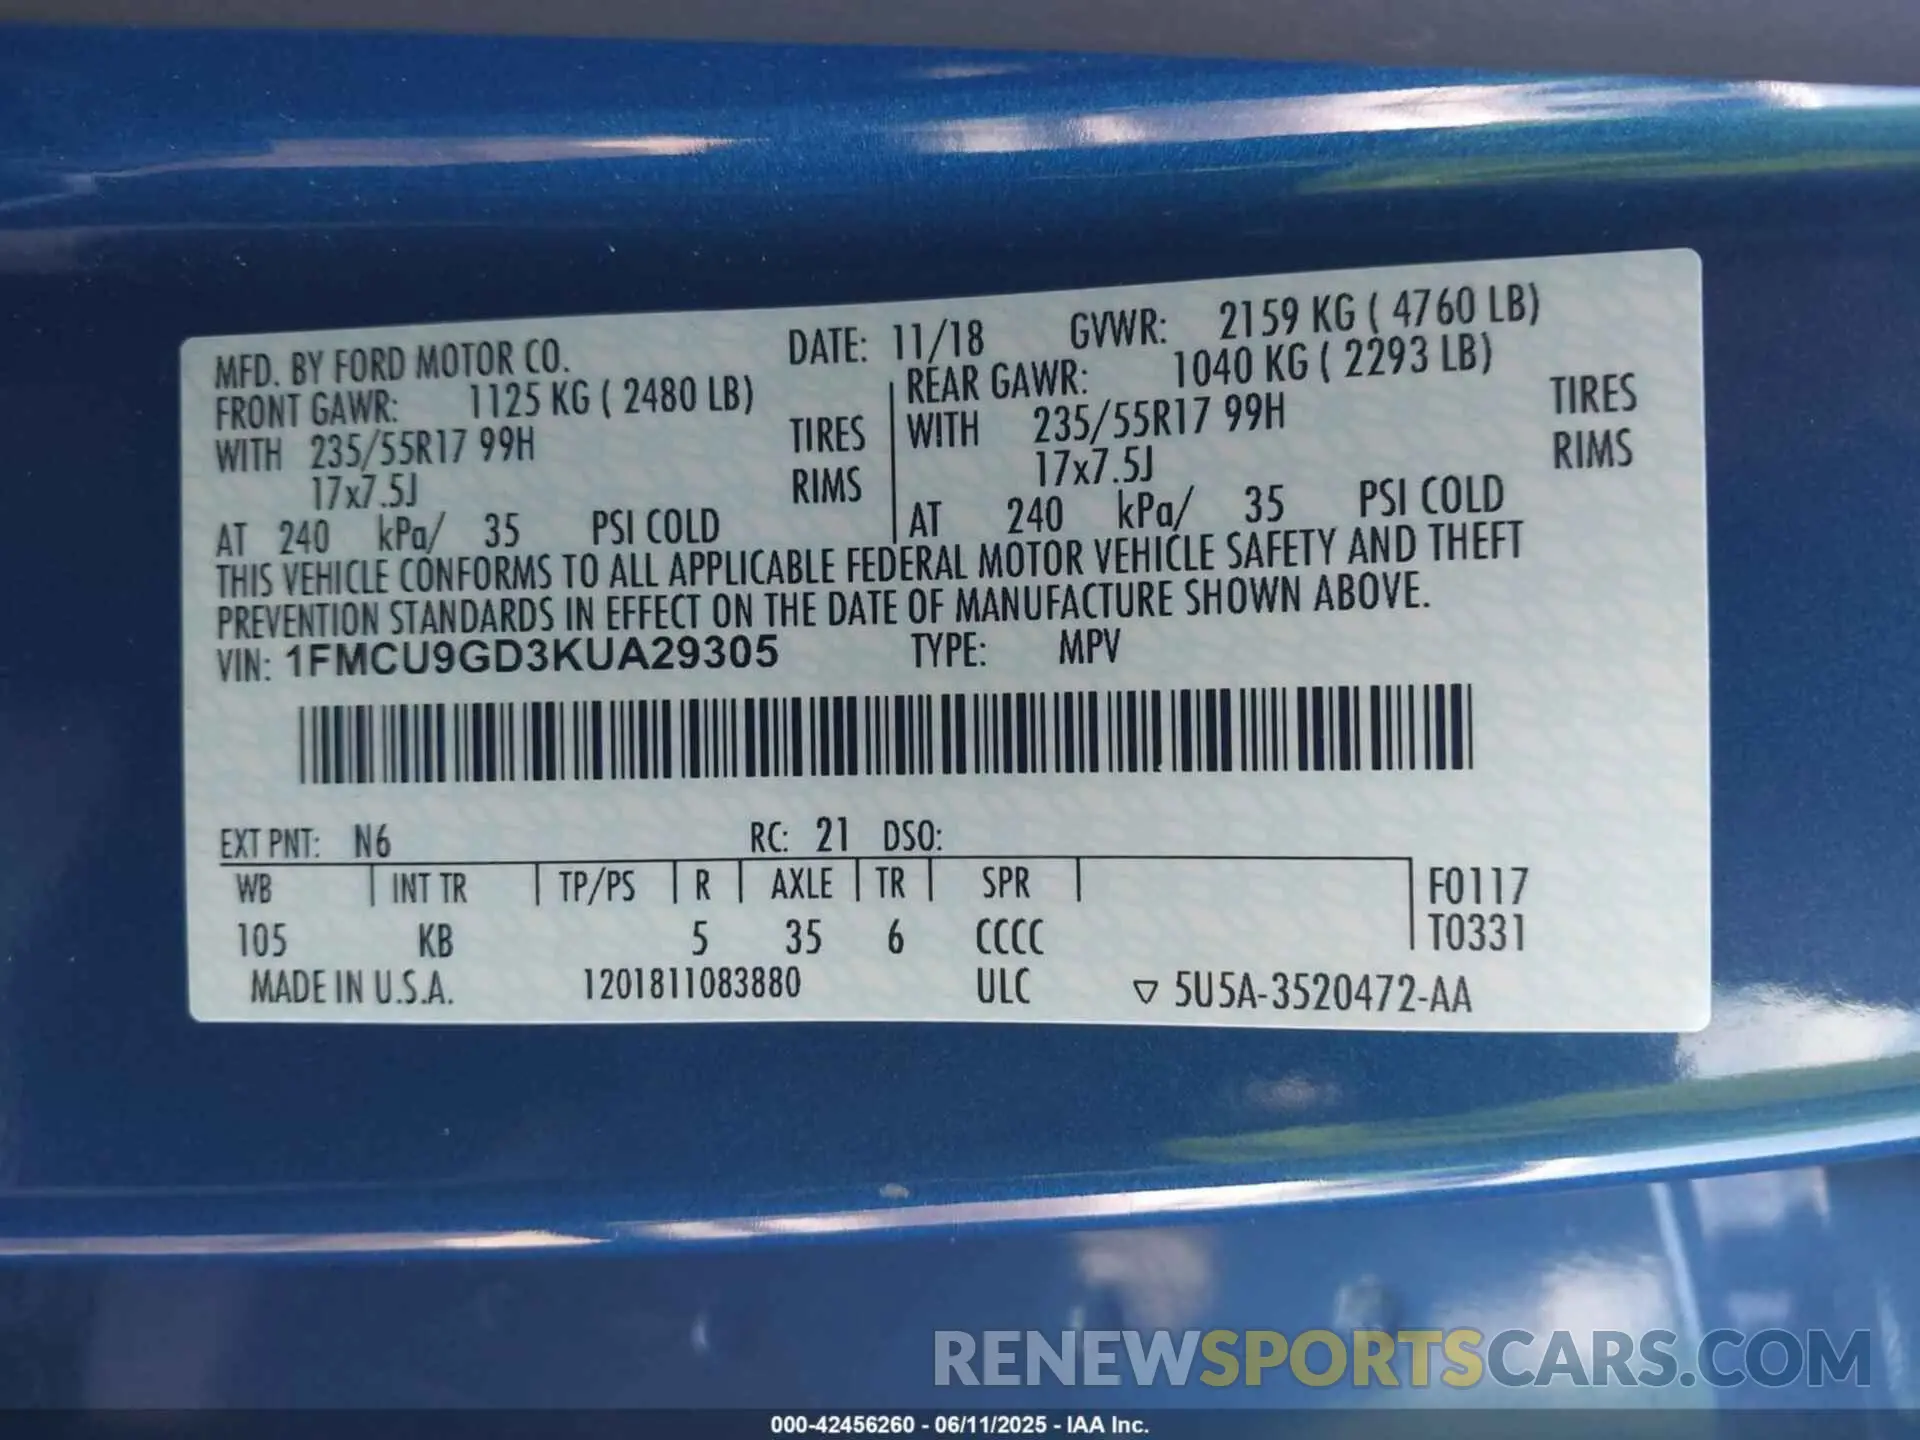 MFD. BY FORD MOTOR CO. DATE: 11/18 GVWR: 2159 KG ( 4760 LB)
FRONT GAWR: 1125 KG ( 2480 LB) REAR GAWR: 1040 KG ( 2293 LB)
WITH 235/55R17 99H TIRES WITH 235/55R17 99H TIRES
17x7.5J RIMS 17x7.5J RIMS
AT 240 kPa/ 35 PSI COLD AT 240 kPa/ 35 PSI COLD
THIS VEHICLE CONFORMS TO ALL APPLICABLE FEDERAL MOTOR VEHICLE SAFETY AND THEFT
PREVENTION STANDARDS IN EFFECT ON THE DATE OF MANUFACTURE SHOWN ABOVE.
VIN: 1FMCU9GD3KUA29305 TYPE: MPV
EXT PNT: N6 RC: 21 DSO:
WB INT TR TP/PS R AXLE TR SPR F0117
105 KB 5 35 6 CCCC T0331
MADE IN U.S.A. 1201811083880 ULC ▽ 5U5A-3520472-AA
RENEWSPORTSCARS.COM
000-42456260 - 06/11/2025 - IAA Inc.